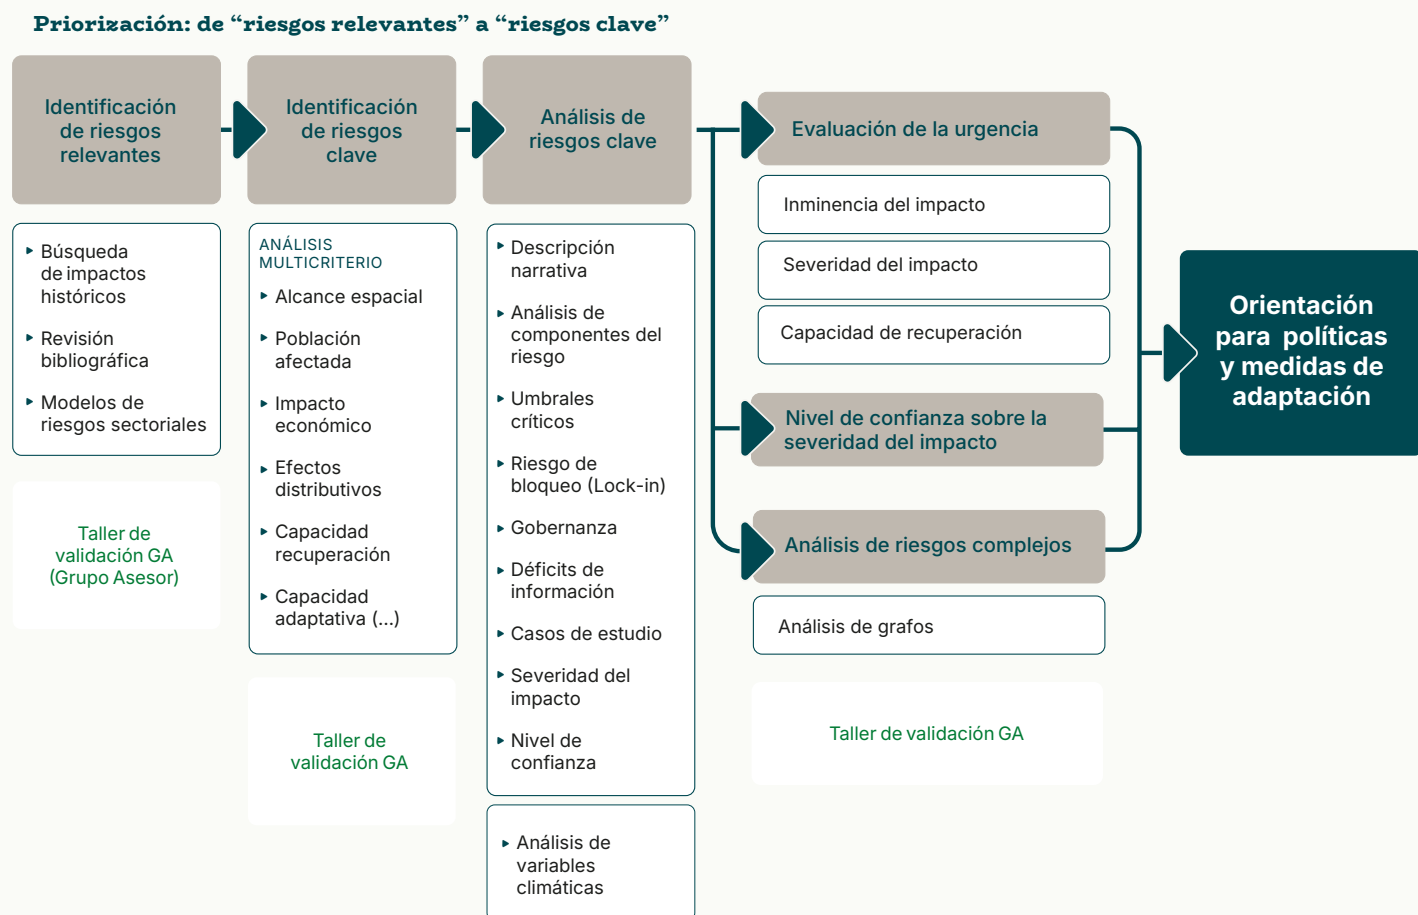 Priorización: de “riesgos relevantes” a “riesgos clave”
Identificación
de riesgos
relevantes
Búsqueda
de impactos
históricos
Revisión
bibliográfica
Modelos de
riesgos sectoriales
Taller de
validación GA
(Grupo Asesor)
Identificación
de riesgos
clave
ANÁLISIS
MULTICRITERIO
Alcance espacial
Población
afectada
Impacto
económico
Efectos
distributivos
Capacidad
recuperación
Capacidad
adaptativa (...)
Taller de
validación GA
Análisis de
riesgos clave
Descripción
narrativa
Análisis de
componentes del
riesgo
Umbrales
críticos
Riesgo de
bloqueo (Lock-in)
Gobernanza
Déficits de
información
Casos de estudio
Severidad del
impacto
Nivel de
confianza
Análisis de
variables
climáticas
Evaluación de la urgencia
Inminencia del impacto
Severidad del impacto
Capacidad de recuperación
Nivel de confianza sobre la
severidad del impacto
Análisis de riesgos complejos
Análisis de grafos
Taller de validación GA
Orientación
para políticas
y medidas de
adaptación